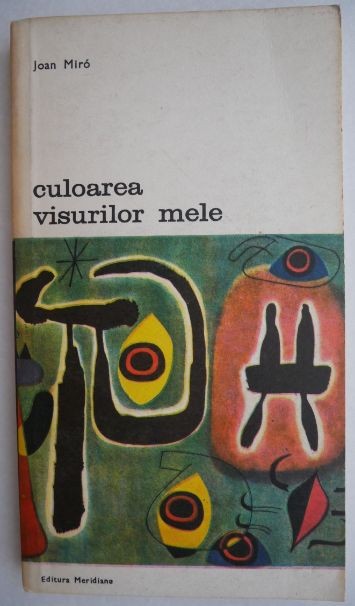 Joan Miró
culoarea
visurilor mele
Editura Meridiane